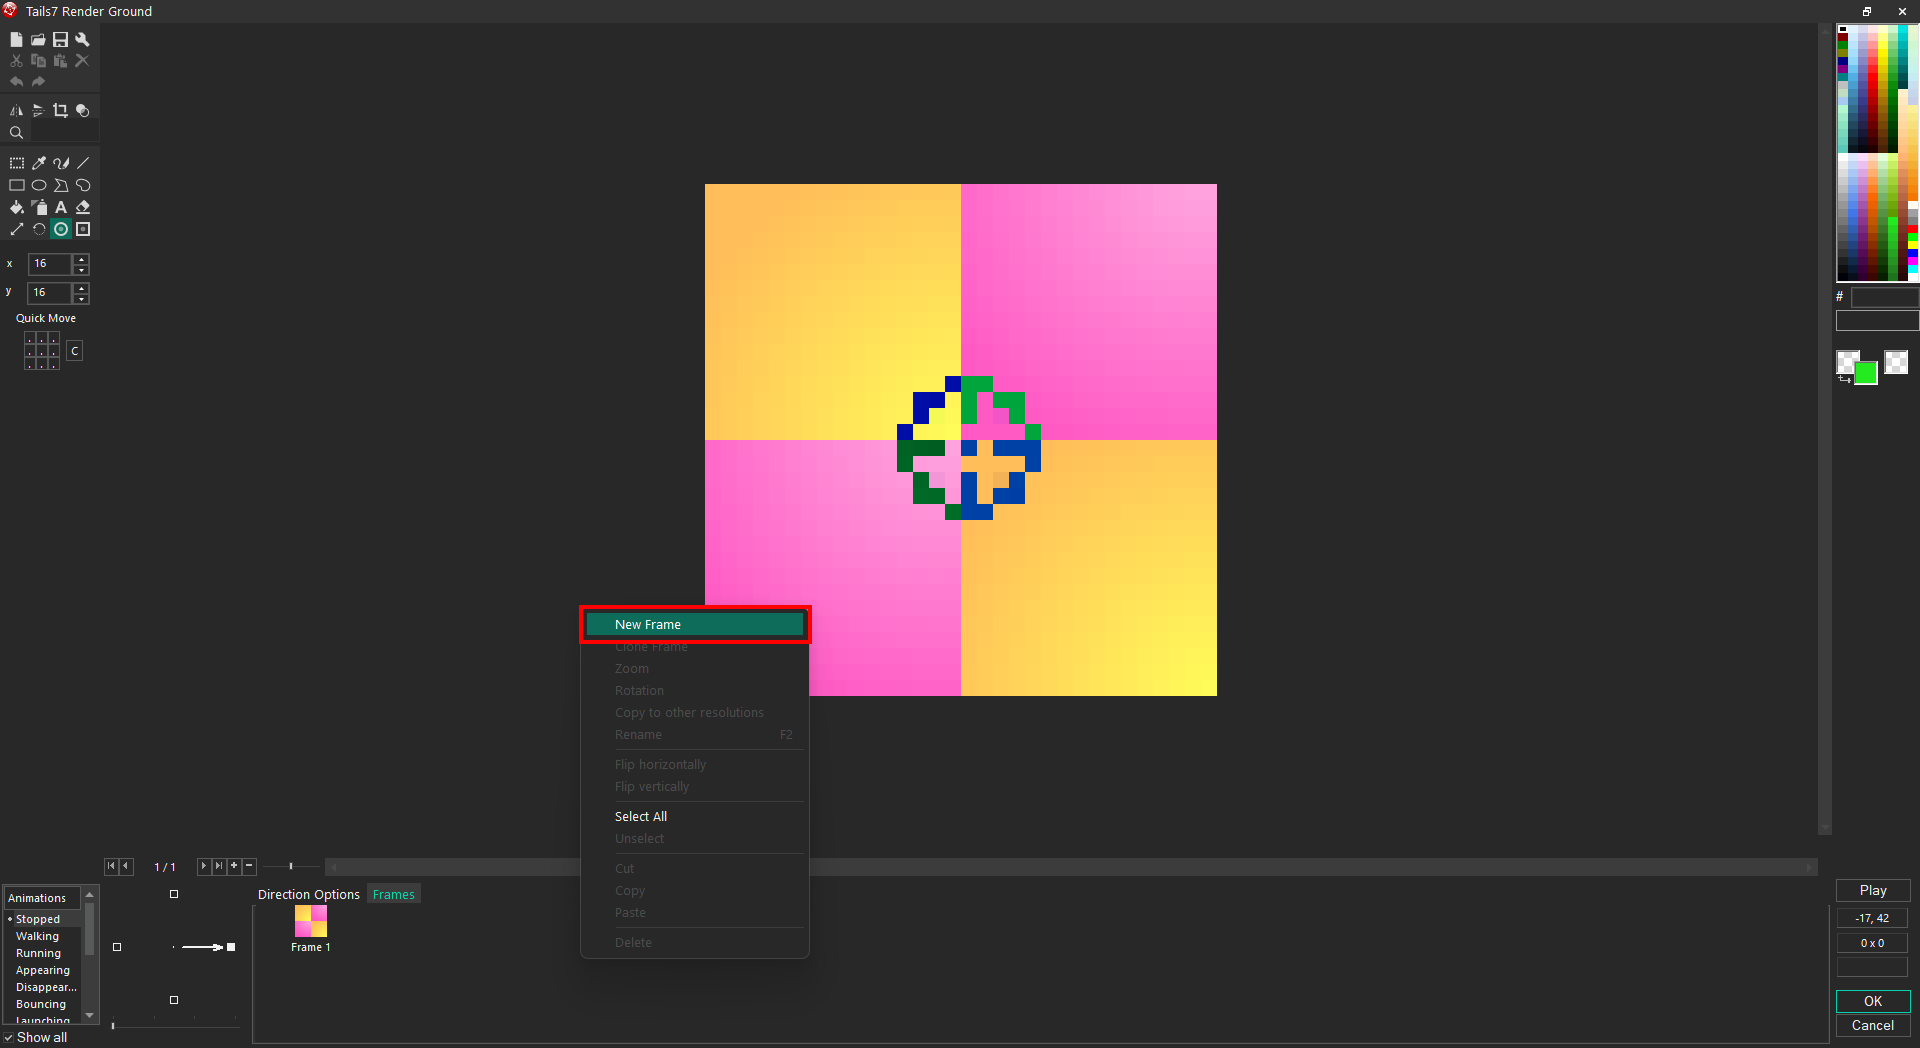 Tails7 Render Ground
x 16
y 16
Quick Move
C
#
New Frame
Clone Frame
Zoom
Rotation
Copy to other resolutions
Rename F2
Flip horizontally
Flip vertically
Select All
Unselect
Cut
Copy
Paste
Delete
1 / 1
Animations
Stopped
Walking
Running
Appearing
Disappear...
Bouncing
Launching
Show all
Direction Options Frames
Frame 1
Play
-17, 42
0 x 0
OK
Cancel